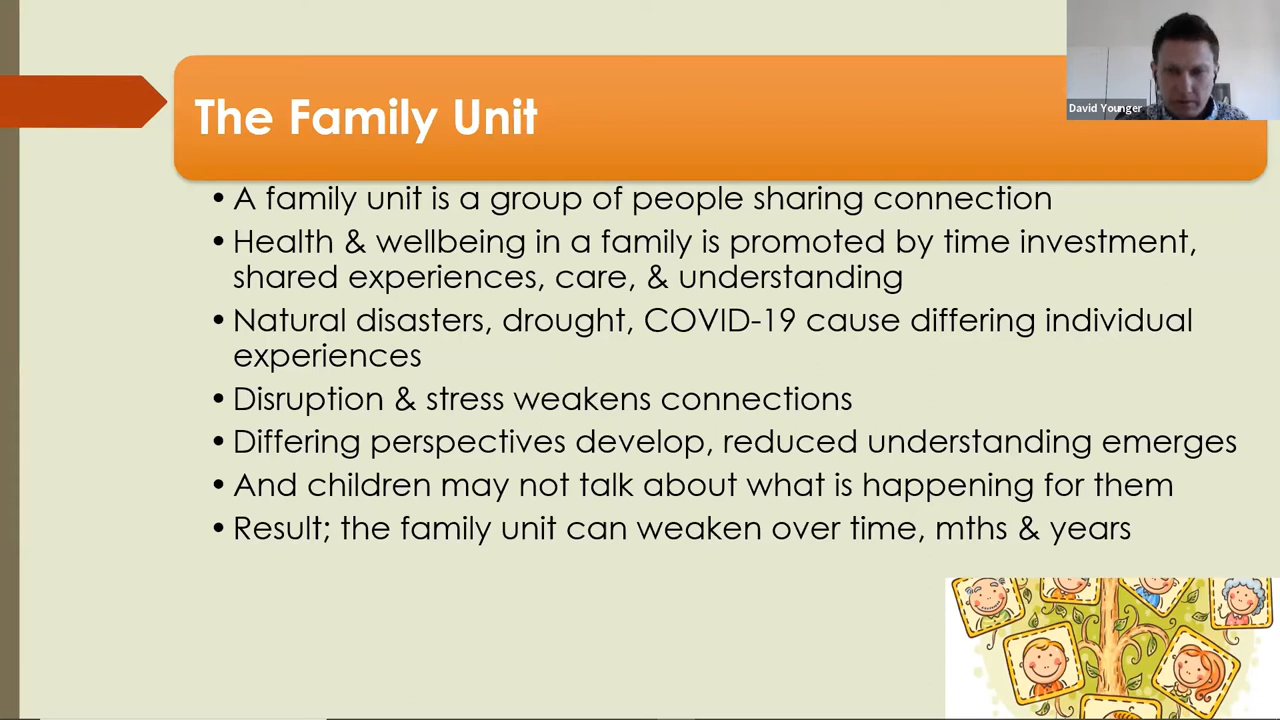 David Younger
The Family Unit
• A family unit is a group of people sharing connection
• Health & wellbeing in a family is promoted by time investment,
shared experiences, care, & understanding
• Natural disasters, drought, COVID-19 cause differing individual
experiences
• Disruption & stress weakens connections
• Differing perspectives develop, reduced understanding emerges
• And children may not talk about what is happening for them
• Result; the family unit can weaken over time, mths & years